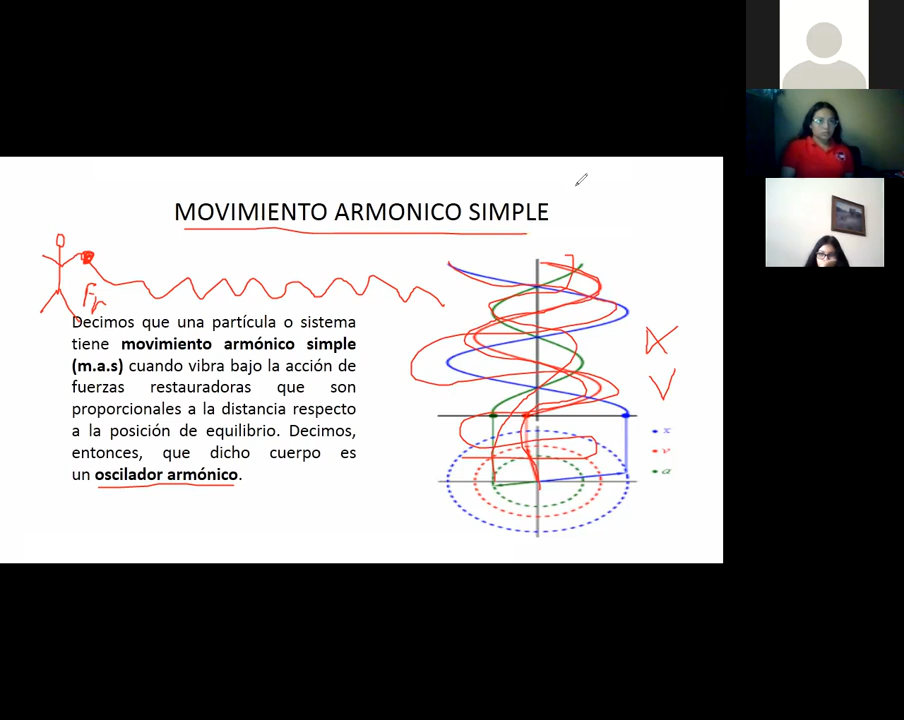 MOVIMIENTO ARMONICO SIMPLE
Fr
Decimos que una partícula o sistema
tiene movimiento armónico simple
(m.a.s) cuando vibra bajo la acción de
fuerzas restauradoras que son
proporcionales a la distancia respecto
a la posición de equilibrio. Decimos,
entonces, que dicho cuerpo es
un oscilador armónico.
V
x
v
a